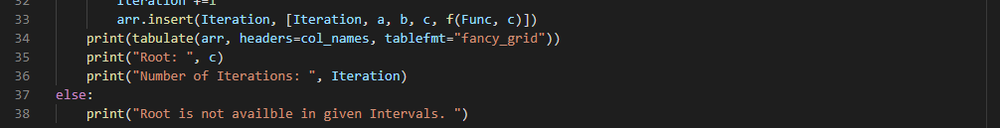 32 Iteration +=1
33 arr.insert(Iteration, [Iteration, a, b, c, f(Func, c)])
34 print(tabulate(arr, headers=col_names, tablefmt="fancy_grid"))
35 print("Root: ", c)
36 print("Number of Iterations: ", Iteration)
37 else:
38 print("Root is not availble in given Intervals. ")